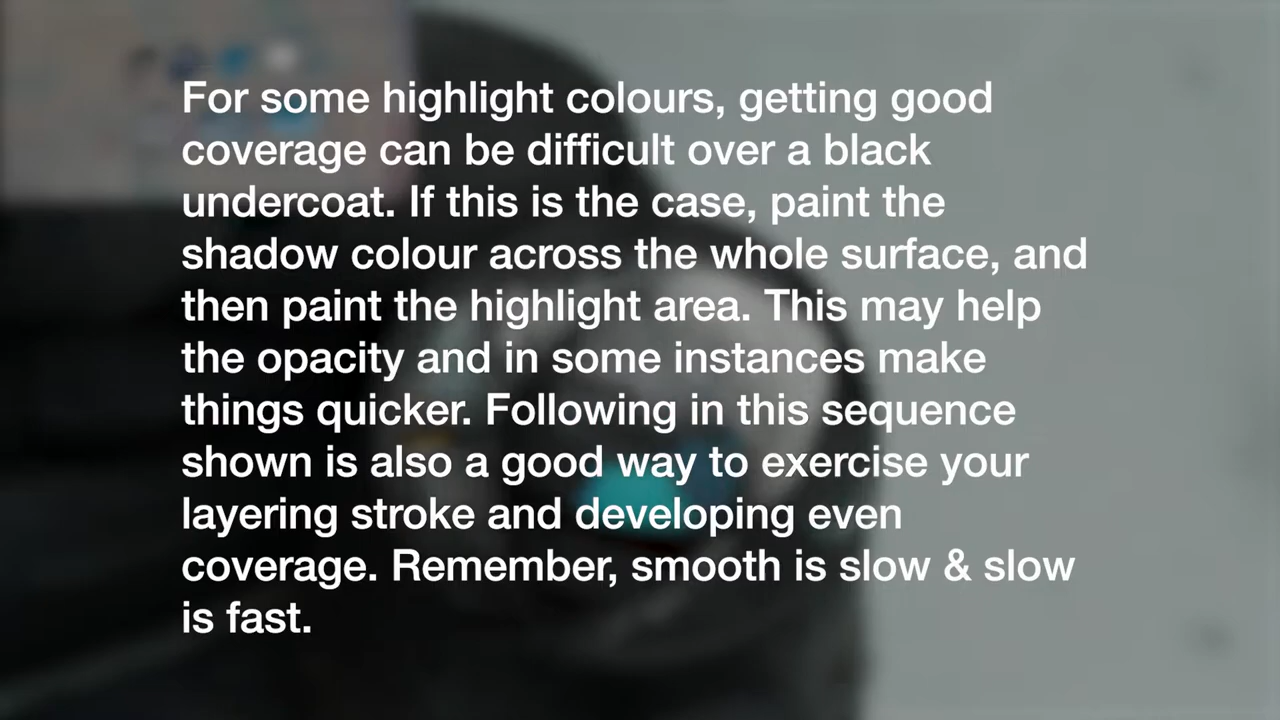 For some highlight colours, getting good
coverage can be difficult over a black
undercoat. If this is the case, paint the
shadow colour across the whole surface, and
then paint the highlight area. This may help
the opacity and in some instances make
things quicker. Following in this sequence
shown is also a good way to exercise your
layering stroke and developing even
coverage. Remember, smooth is slow & slow
is fast.